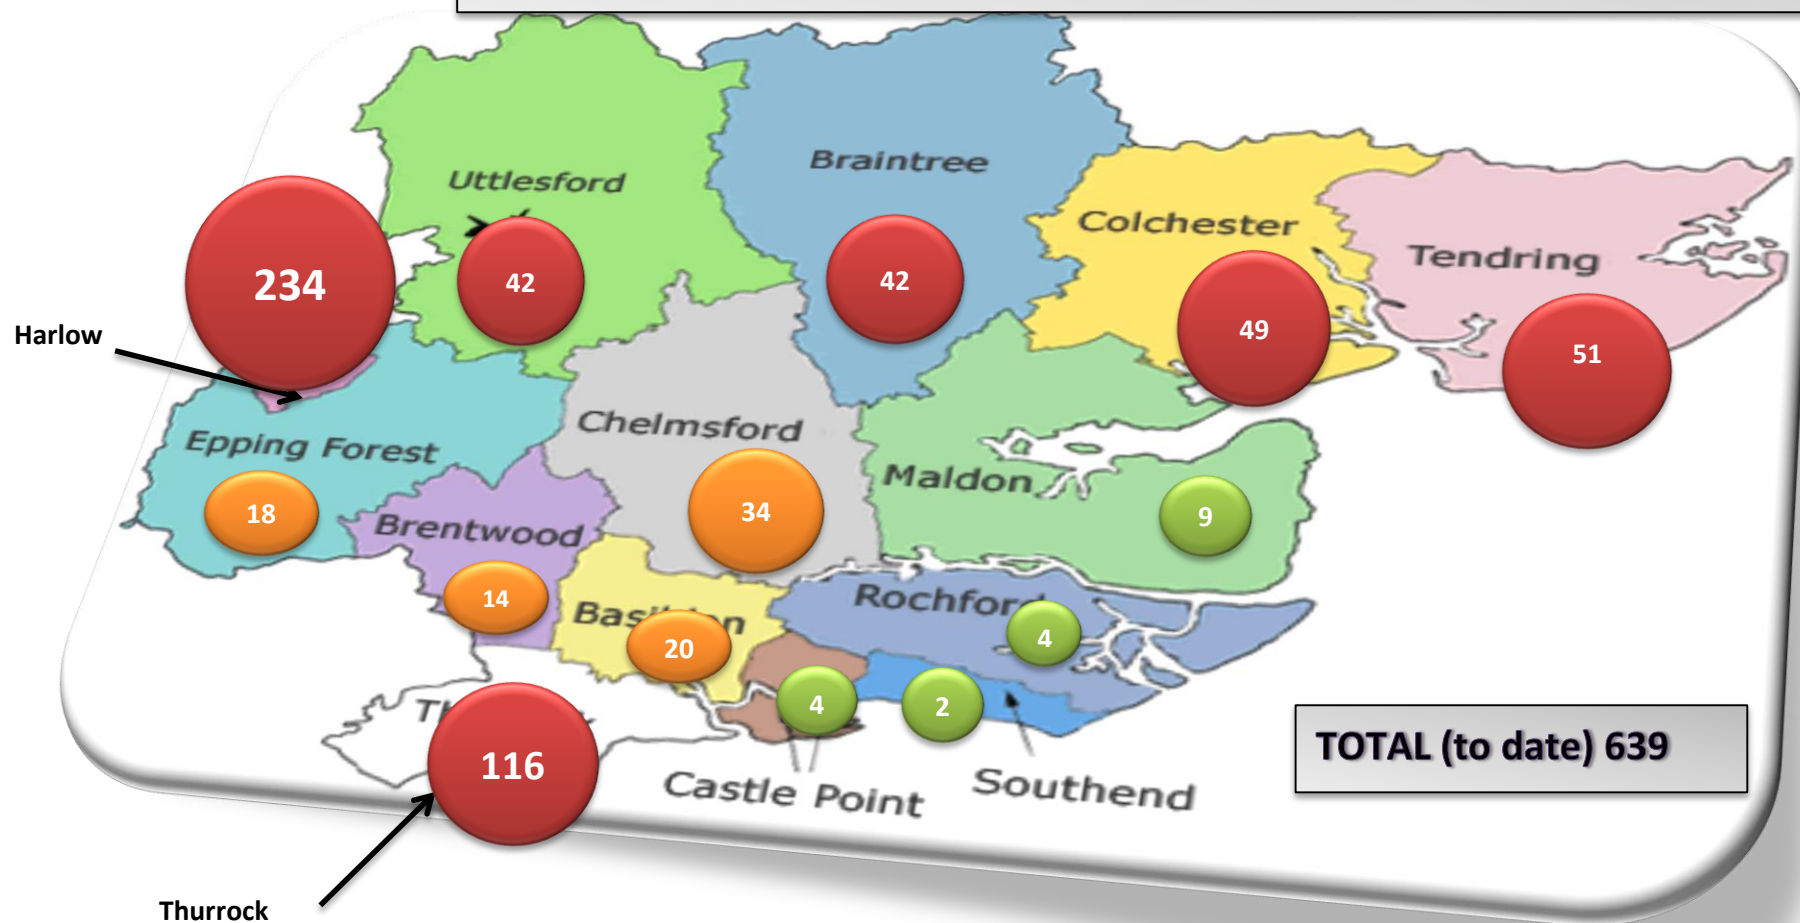 Uttlesford
Braintree
Colchester
Tendring
234
42
42
49
51
Harlow
Epping Forest
Chelmsford
Maldon
18
34
9
Brentwood
14
20
Rochford
4
4
2
116
Castle Point
Southend
TOTAL (to date) 639
Thurrock